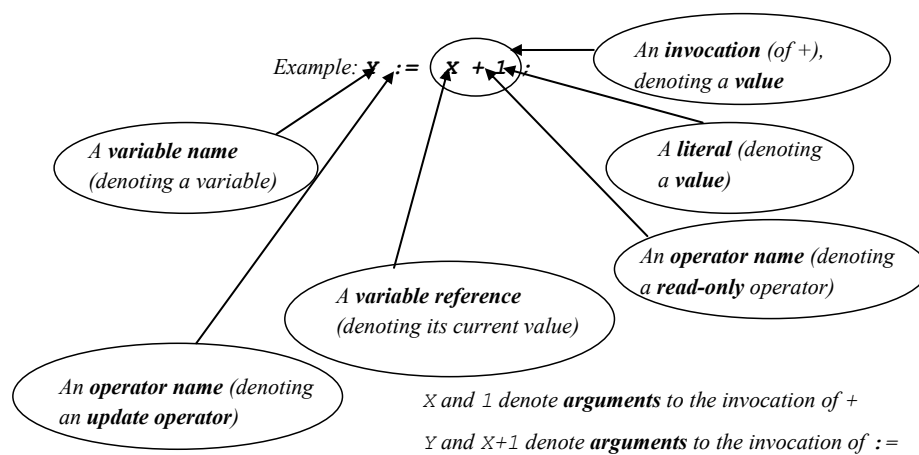 Example: Y := X + 1 ;
An invocation (of +),
denoting a value
A variable name
(denoting a variable)
A literal (denoting
a value)
An operator name (denoting
a read-only operator)
A variable reference
(denoting its current value)
An operator name (denoting
an update operator)
X and 1 denote arguments to the invocation of +
Y and X+1 denote arguments to the invocation of :=